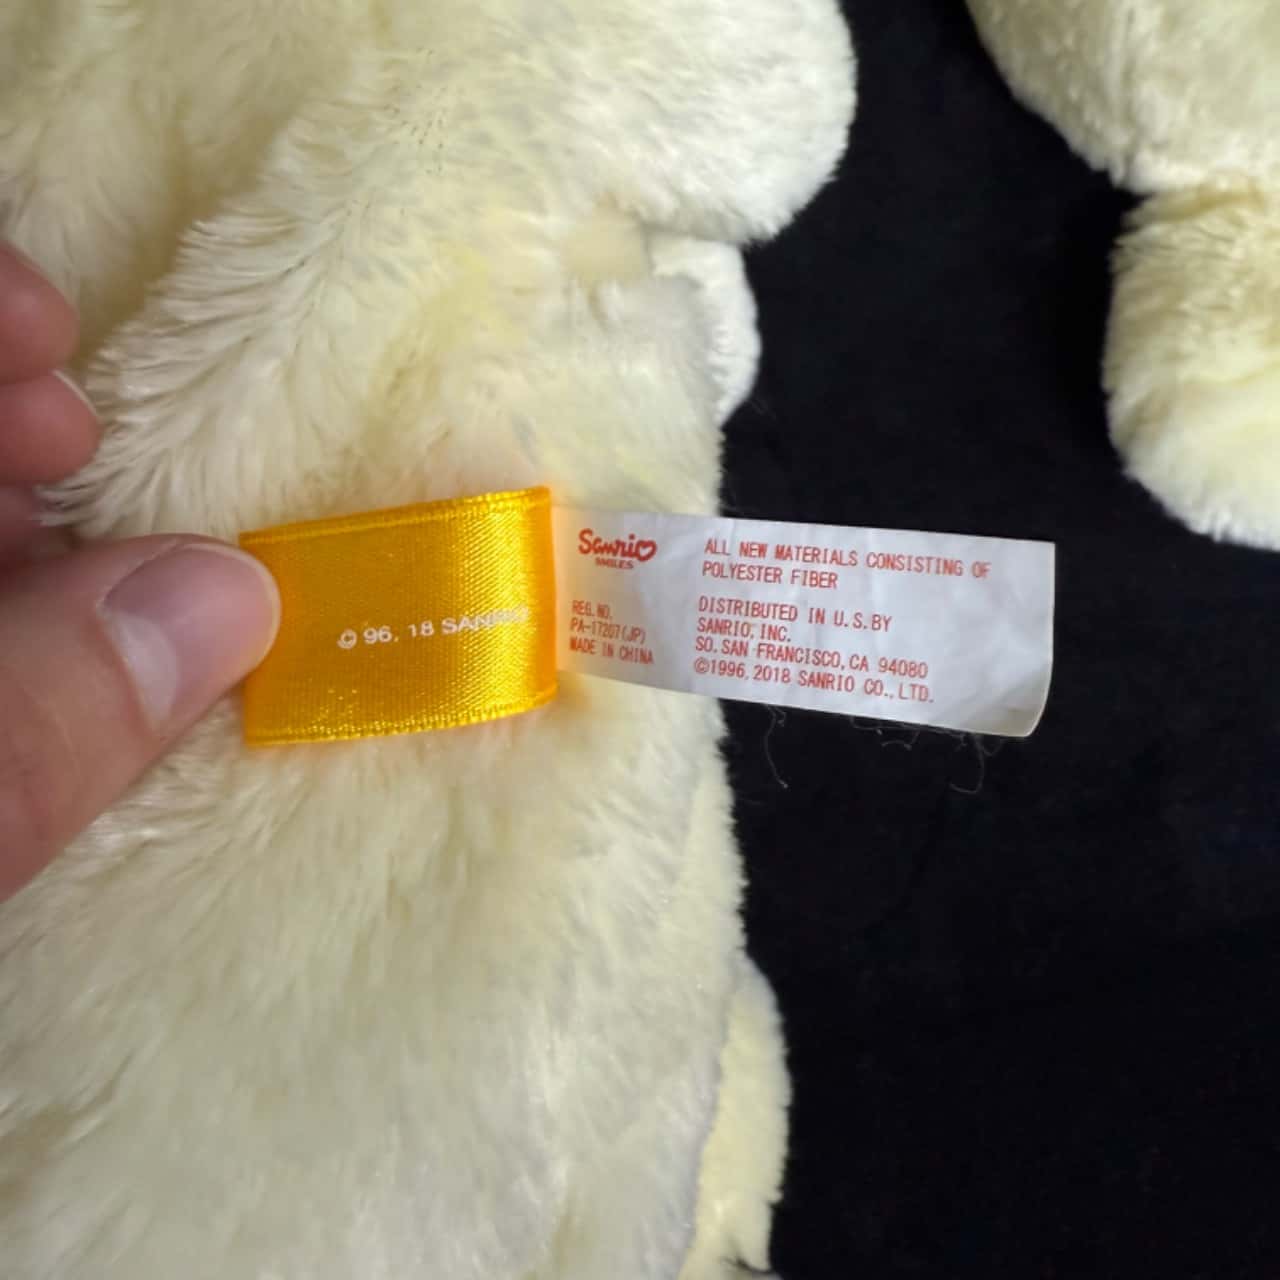 © 96, 18 SANRIO
Sanrio
SMILES
REG.NO.
PA-17207(JP)
MADE IN CHINA
ALL NEW MATERIALS CONSISTING OF
POLYESTER FIBER
DISTRIBUTED IN U.S.BY
SANRIO, INC.
SO.SAN FRANCISCO,CA 94080
©1996,2018 SANRIO CO.,LTD.